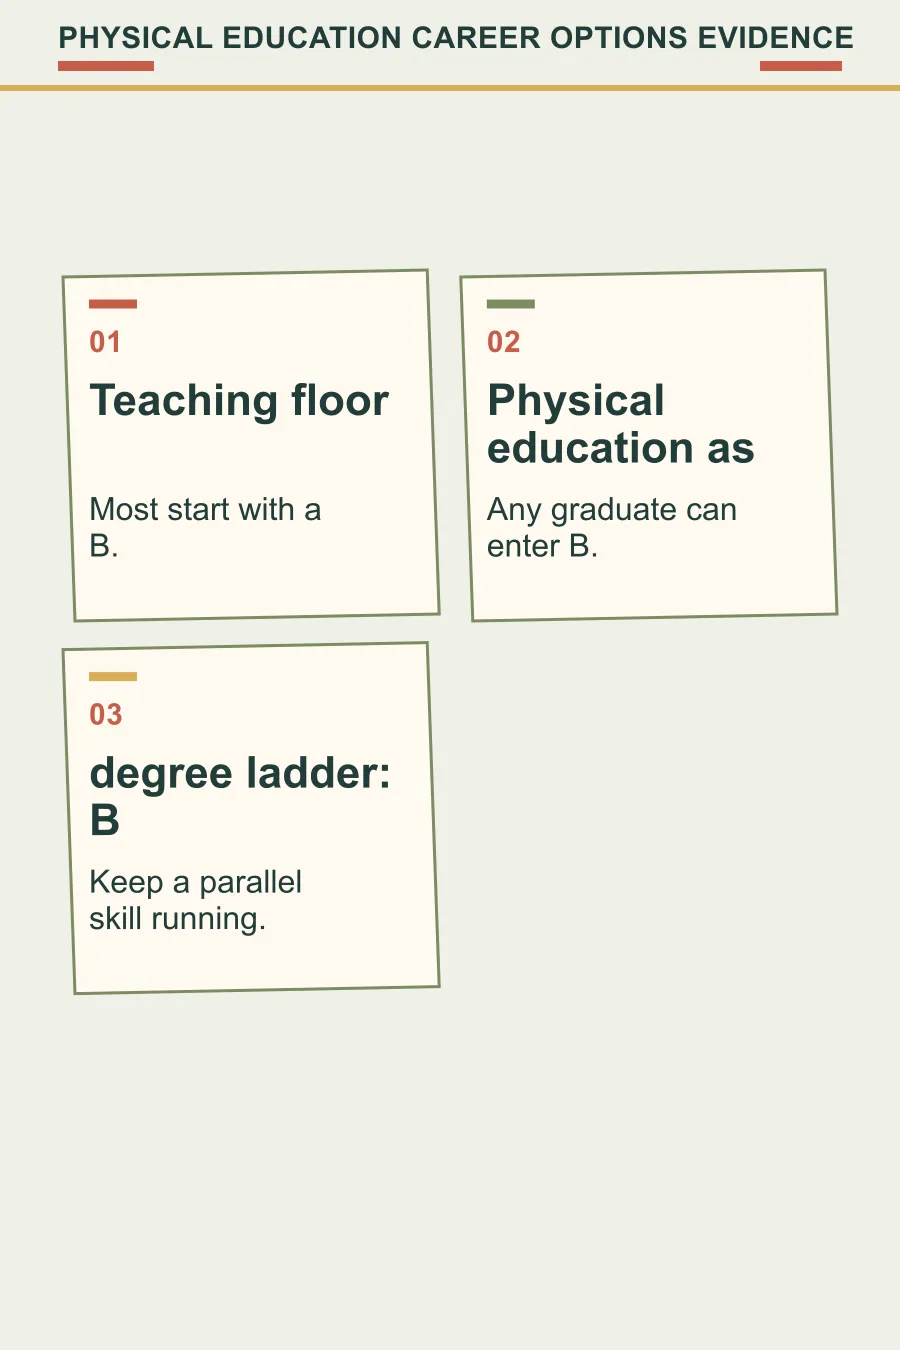 PHYSICAL EDUCATION CAREER OPTIONS EVIDENCE
01
Teaching floor
Most start with a
B.
02
Physical
education as
Any graduate can
enter B.
03
degree ladder:
B
Keep a parallel
skill running.